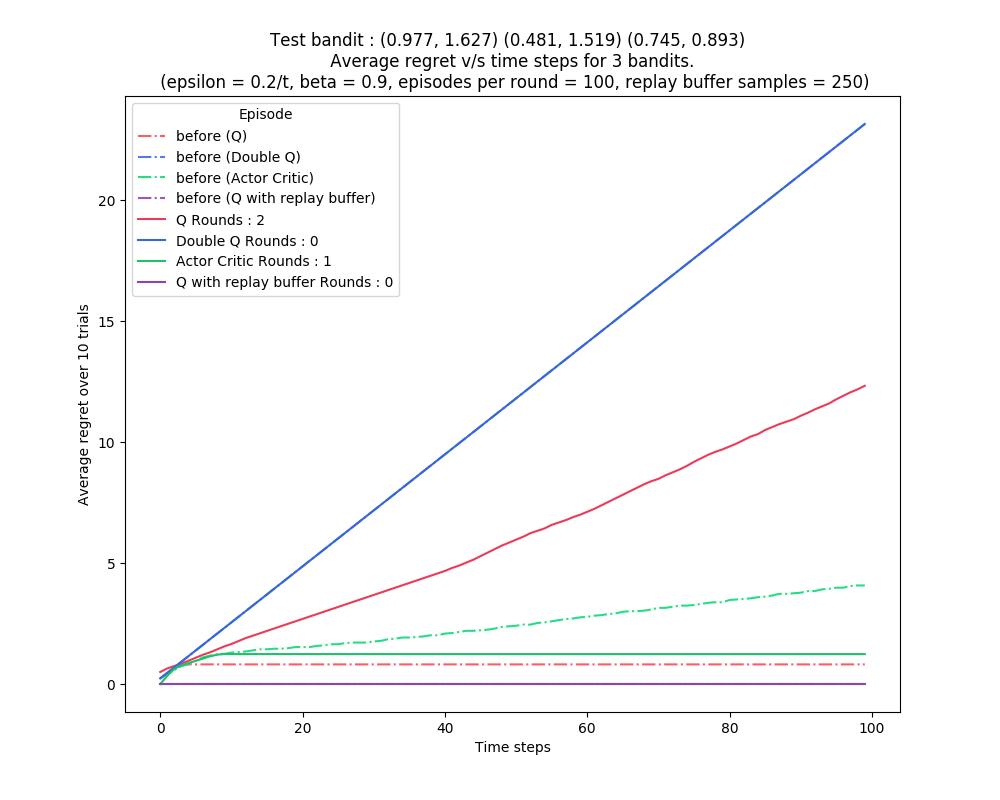 Test bandit : (0.977, 1.627) (0.481, 1.519) (0.745, 0.893)
Average regret v/s time steps for 3 bandits.
(epsilon = 0.2/t, beta = 0.9, episodes per round = 100, replay buffer samples = 250)
Episode
before (Q)
before (Double Q)
before (Actor Critic)
before (Q with replay buffer)
Q Rounds : 2
Double Q Rounds : 0
Actor Critic Rounds : 1
Q with replay buffer Rounds : 0
Average regret over 10 trials
20
15
10
5
0
0
20
40
60
80
100
Time steps